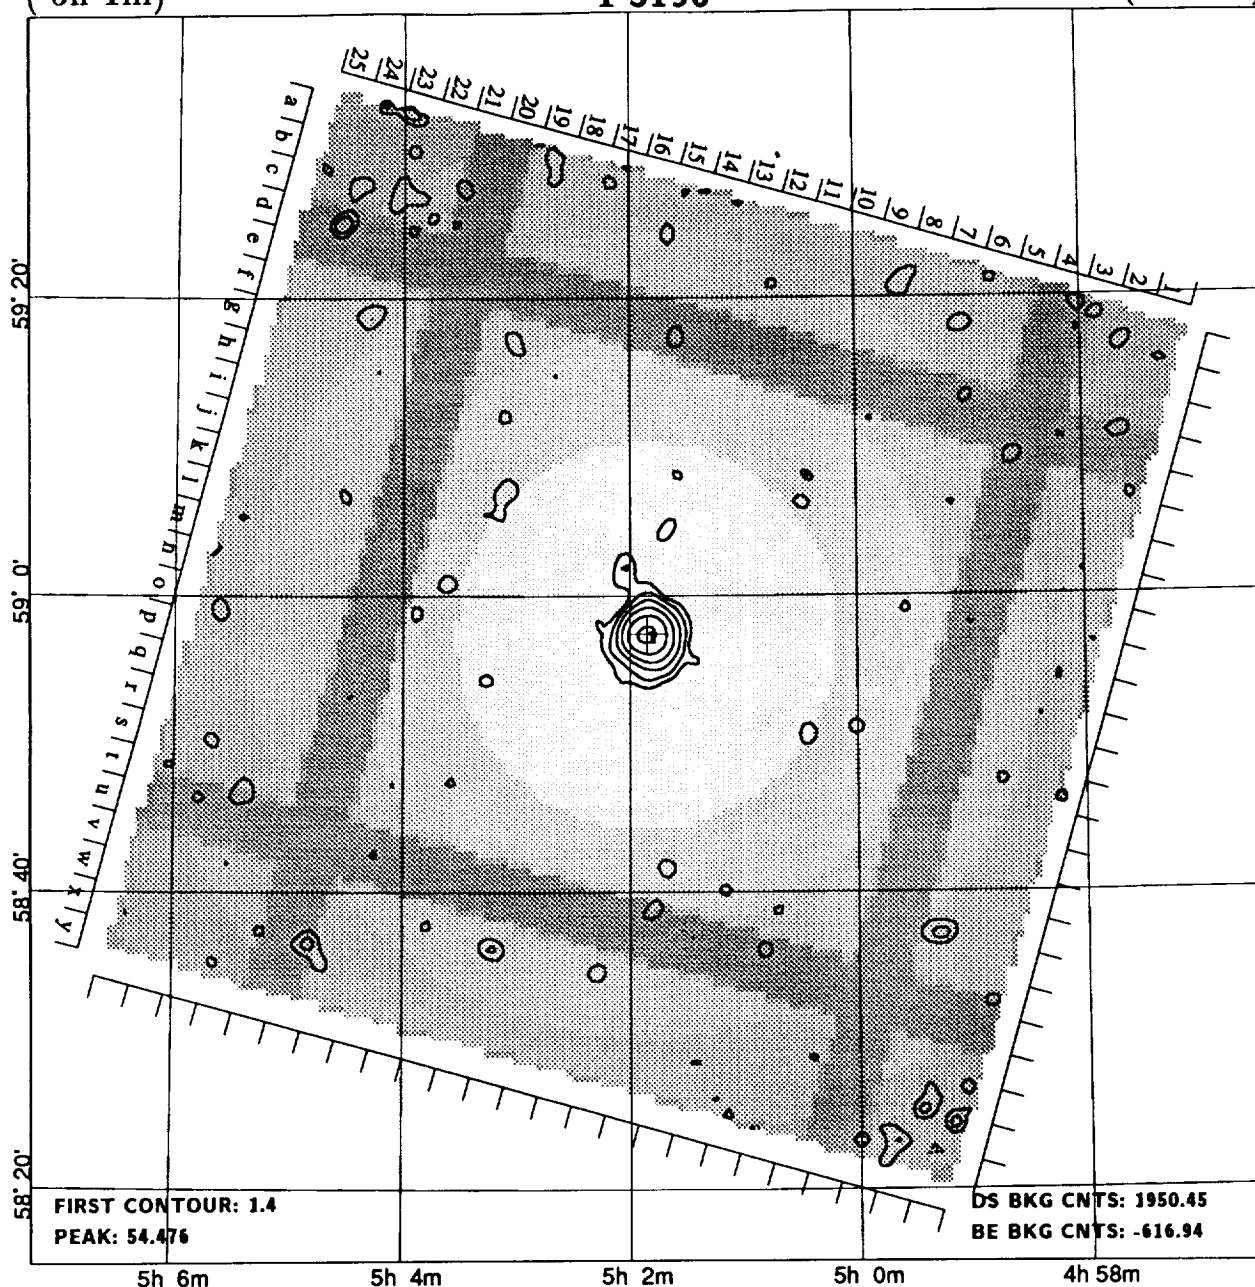 25 24 23 22 21 20 19 18 17 16 15 14 13 12 11 10 9 8 7 6 5 4 3 2 1
a b c d e f g h i j k l m n o p q r s t u v w x y
59° 20'
59° 0'
58° 40'
58° 20'
FIRST CONTOUR: 1.4
PEAK: 54.476
DS BKG CNTS: 1950.45
BE BKG CNTS: -616.94
5h 6m 5h 4m 5h 2m 5h 0m 4h 58m